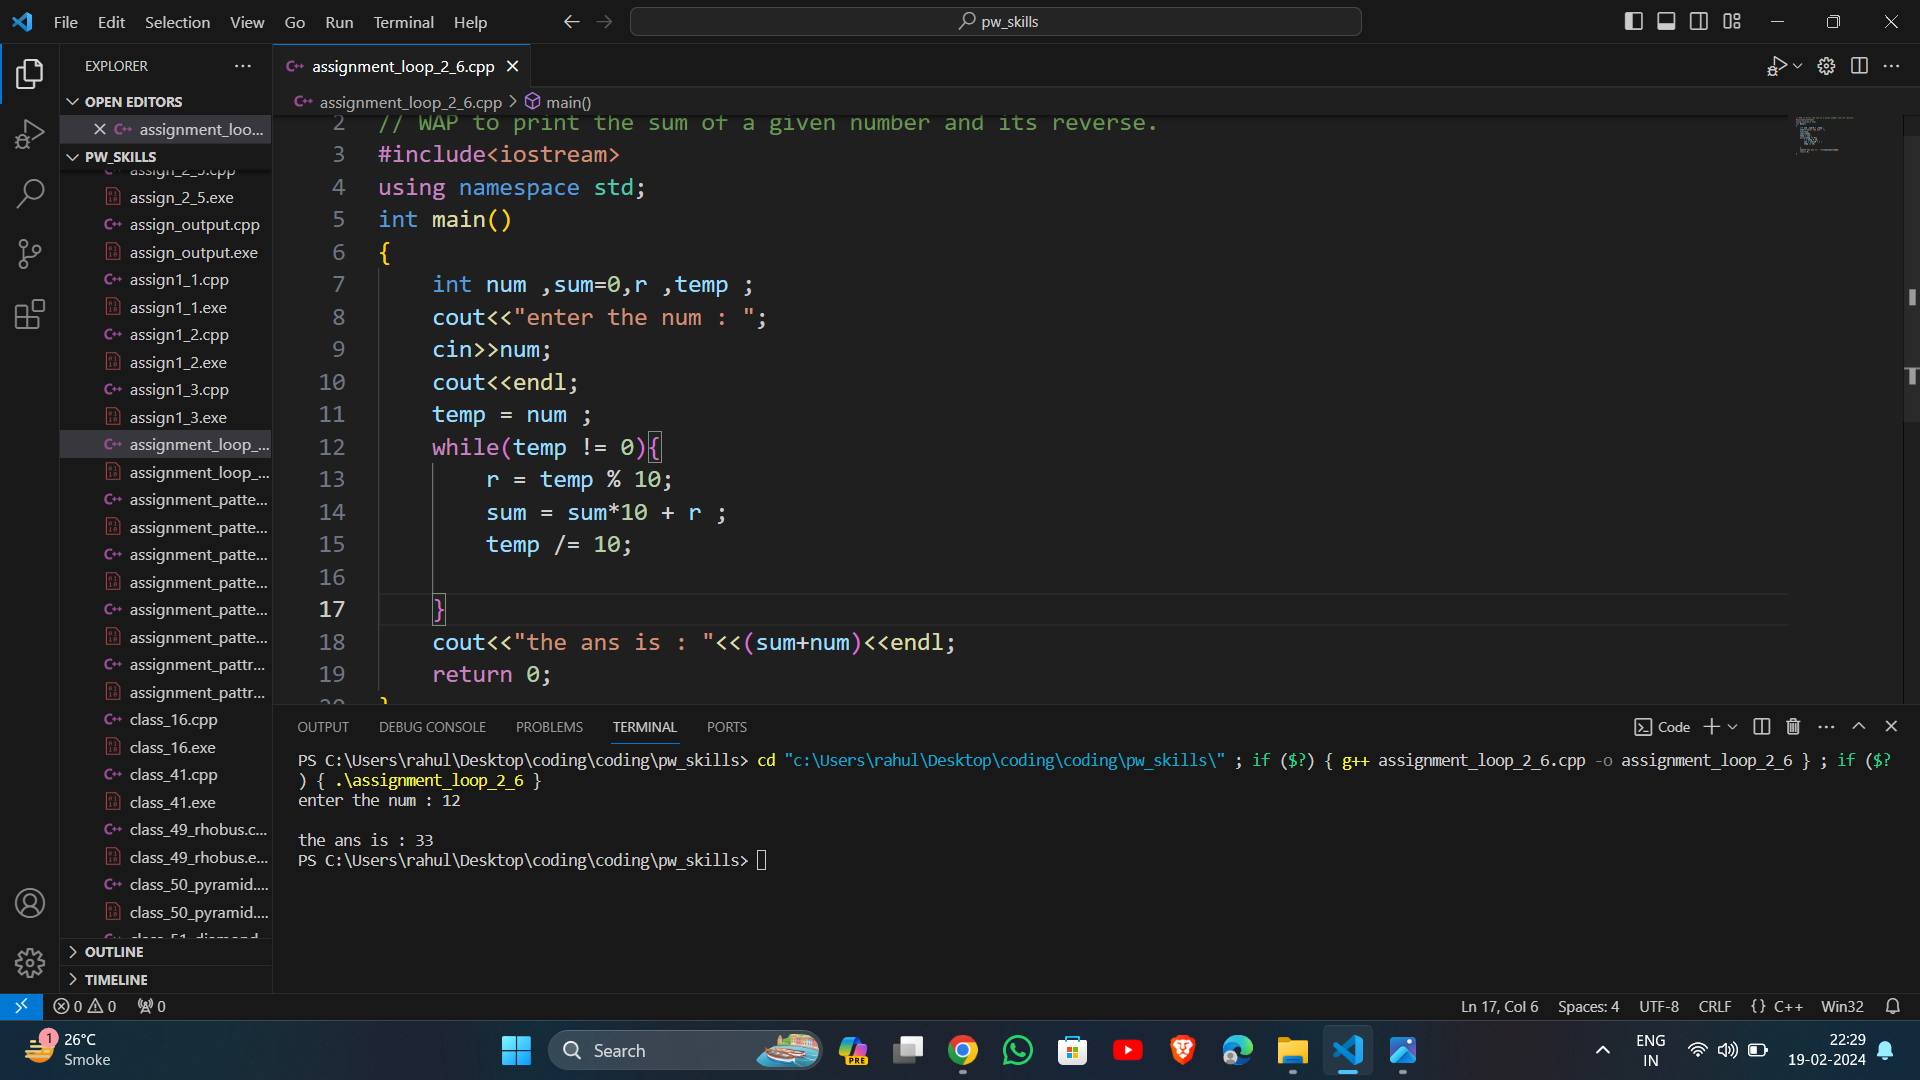 File Edit Selection View Go Run Terminal Help
pw_skills
EXPLORER
OPEN EDITORS
assignment_loo...
PW_SKILLS
assign_2_5.cpp
assign_2_5.exe
assign_output.cpp
assign_output.exe
assign1_1.cpp
assign1_1.exe
assign1_2.cpp
assign1_2.exe
assign1_3.cpp
assign1_3.exe
assignment_loop_...
assignment_loop_...
assignment_patte...
assignment_patte...
assignment_patte...
assignment_patte...
assignment_patte...
assignment_patte...
assignment_pattr...
assignment_pattr...
class_16.cpp
class_16.exe
class_41.cpp
class_41.exe
class_49_rhobus.c...
class_49_rhobus.e...
class_50_pyramid....
class_50_pyramid....
OUTLINE
TIMELINE
assignment_loop_2_6.cpp
assignment_loop_2_6.cpp > main()
2 // WAP to print the sum of a given number and its reverse.
3 #include<iostream>
4 using namespace std;
5 int main()
6 {
7 int num ,sum=0,r ,temp ;
8 cout<<"enter the num : ";
9 cin>>num;
10 cout<<endl;
11 temp = num ;
12 while(temp != 0){
13 r = temp % 10;
14 sum = sum*10 + r ;
15 temp /= 10;
16
17 }
18 cout<<"the ans is : "<<(sum+num)<<endl;
19 return 0;
20 }
OUTPUT DEBUG CONSOLE PROBLEMS TERMINAL PORTS
Code
PS C:\Users\rahul\Desktop\coding\coding\pw_skills> cd "c:\Users\rahul\Desktop\coding\coding\pw_skills\" ; if ($?) { g++ assignment_loop_2_6.cpp -o assignment_loop_2_6 } ; if ($?
) { .\assignment_loop_2_6 }
enter the num : 12
the ans is : 33
PS C:\Users\rahul\Desktop\coding\coding\pw_skills>
0 0 0
Ln 17, Col 6 Spaces: 4 UTF-8 CRLF {} C++ Win32
1
26°C
Smoke
Search
PRE
ENG
IN
22:29
19-02-2024